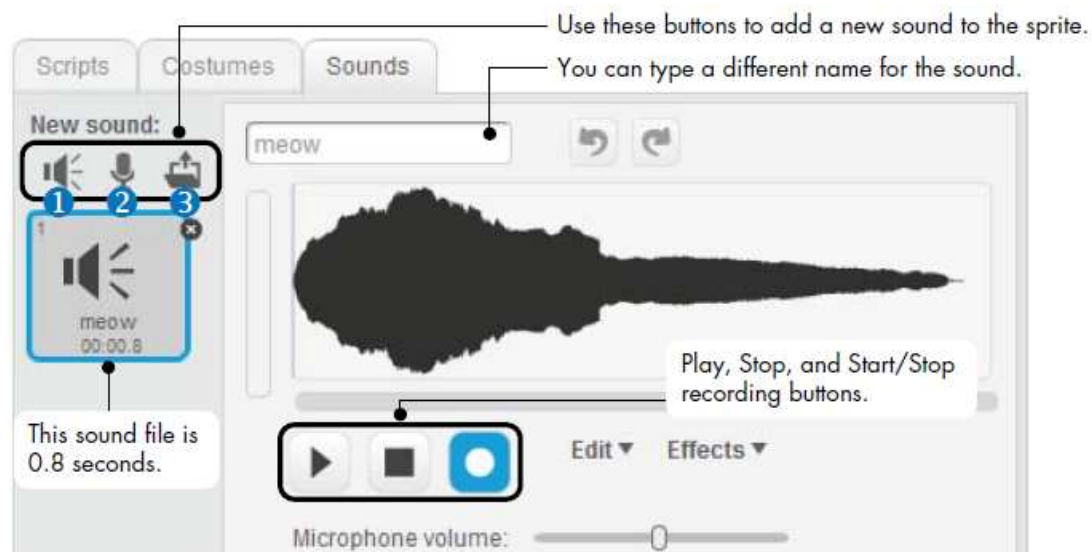 Use these buttons to add a new sound to the sprite.
Scripts
Costumes
Sounds
You can type a different name for the sound.
New sound:
meow
1
2
3
1
meow
00:00.8
Play, Stop, and Start/Stop
recording buttons.
This sound file is
0.8 seconds.
Edit
Effects
Microphone volume: